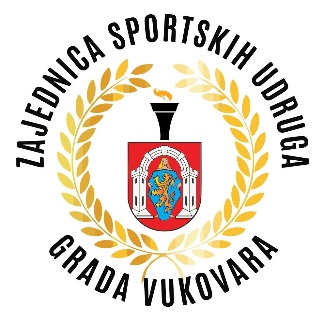 ZAJEDNICA SPORTSKIH UDRUGA
GRADA VUKOVARA